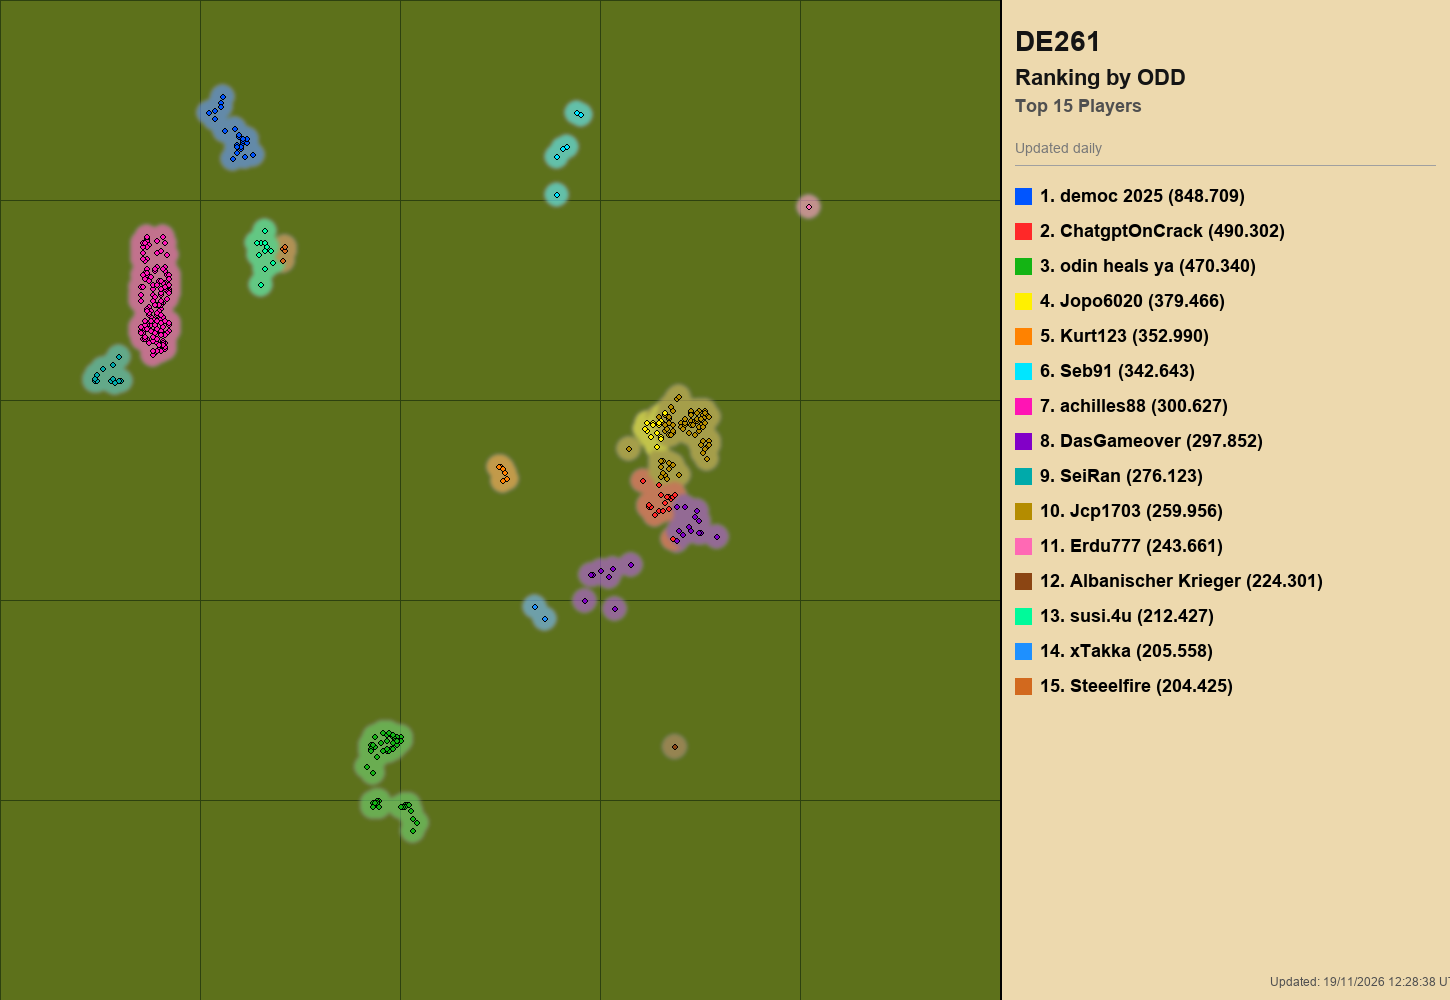 DE261
Ranking by ODD
Top 15 Players
Updated daily
1. democ 2025 (848.709)
2. ChatgptOnCrack (490.302)
3. odin heals ya (470.340)
4. Jopo6020 (379.466)
5. Kurt123 (352.990)
6. Seb91 (342.643)
7. achilles88 (300.627)
8. DasGameover (297.852)
9. SeiRan (276.123)
10. Jcp1703 (259.956)
11. Erdu777 (243.661)
12. Albanischer Krieger (224.301)
13. susi.4u (212.427)
14. xTakka (205.558)
15. Steeelfire (204.425)
Updated: 19/11/2026 12:28:38 U